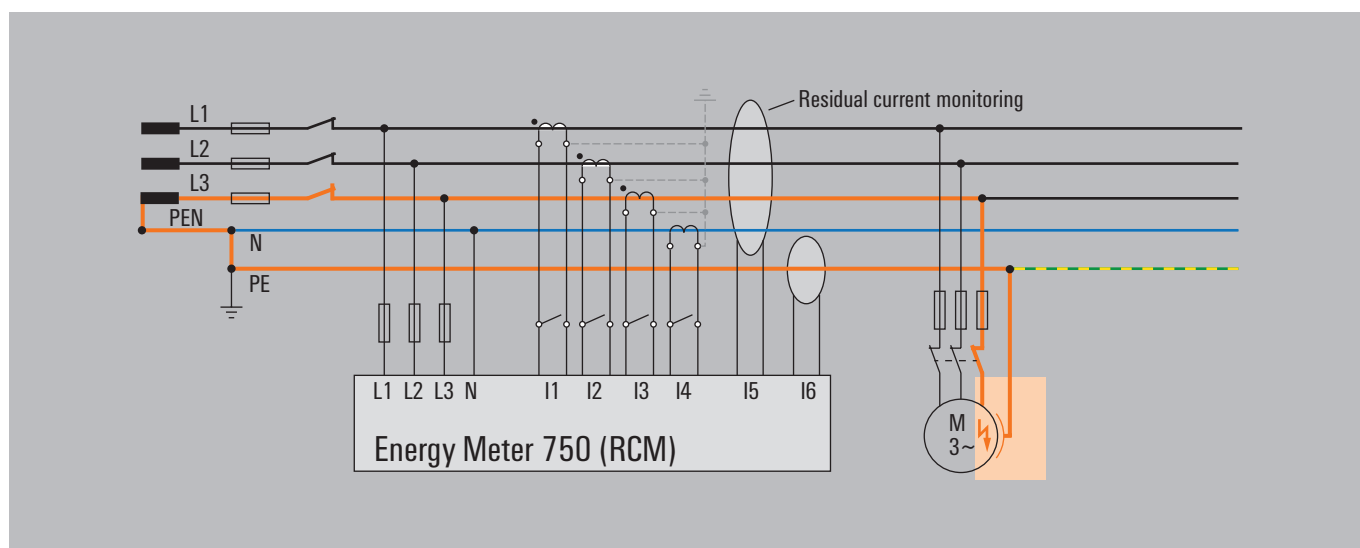 Residual current monitoring
L1
L2
L3
PEN
N
PE
L1 L2 L3 N I1 I2 I3 I4 I5 I6
Energy Meter 750 (RCM)
M
3~